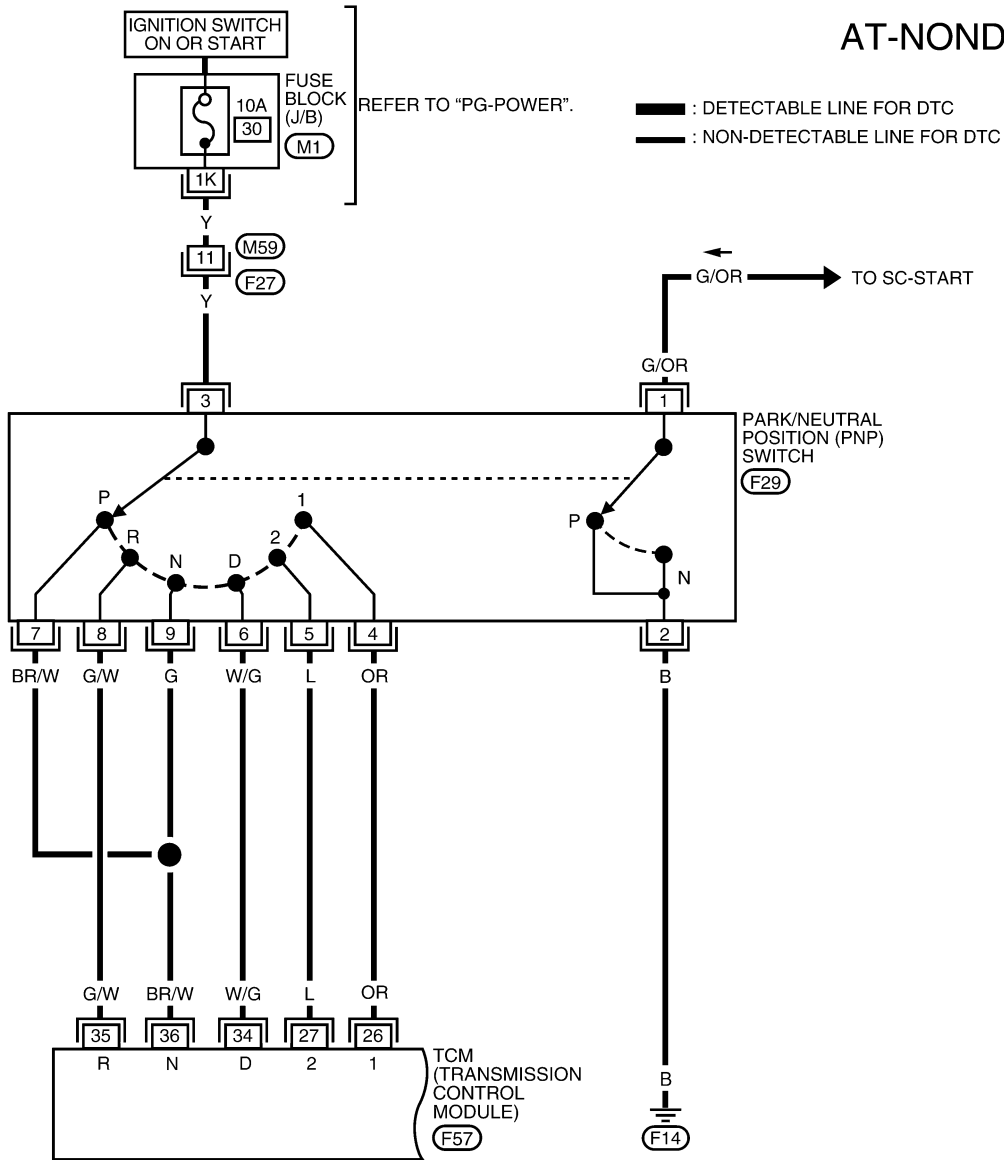 AT-NOND
IGNITION SWITCH
ON OR START
FUSE
BLOCK
(J/B)
10A
30
M1
REFER TO “PG-POWER”.
: DETECTABLE LINE FOR DTC
: NON-DETECTABLE LINE FOR DTC
1K
Y
11
M59
F27
Y
G/OR
TO SC-START
G/OR
3
1
PARK/NEUTRAL
POSITION (PNP)
SWITCH
F29
P
R
N
D
2
1
P
N
7
8
9
6
5
4
2
BR/W
G/W
G
W/G
L
OR
B
G/W
BR/W
W/G
L
OR
35
36
34
27
26
R
N
D
2
1
TCM
(TRANSMISSION
CONTROL
MODULE)
F57
B
F14